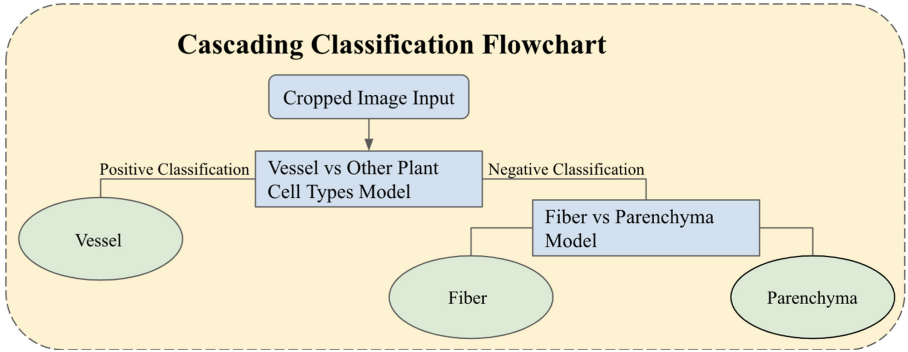 Cascading Classification Flowchart
Cropped Image Input
Positive Classification
Vessel vs Other Plant
Cell Types Model
Negative Classification
Vessel
Fiber vs Parenchyma
Model
Fiber
Parenchyma